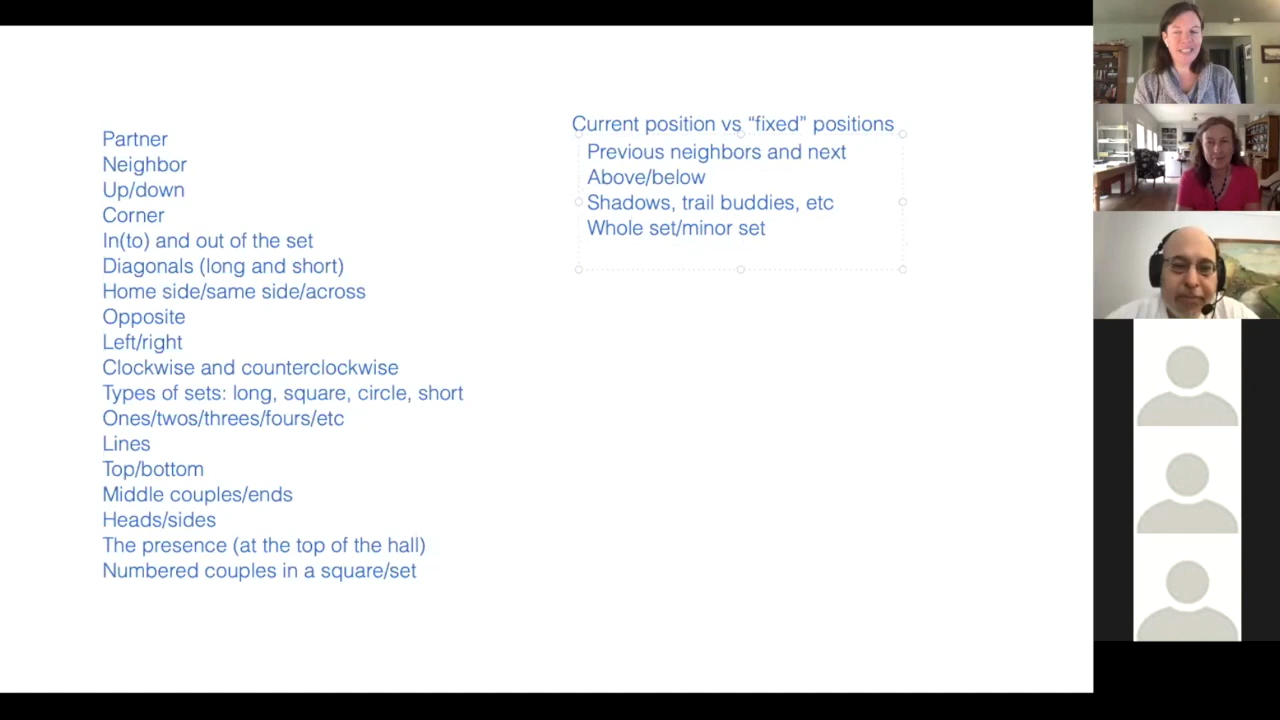 Partner
Neighbor
Up/down
Corner
In(to) and out of the set
Diagonals (long and short)
Home side/same side/across
Opposite
Left/right
Clockwise and counterclockwise
Types of sets: long, square, circle, short
Ones/twos/threes/fours/etc
Lines
Top/bottom
Middle couples/ends
Heads/sides
The presence (at the top of the hall)
Numbered couples in a square/set
Current position vs “fixed” positions
Previous neighbors and next
Above/below
Shadows, trail buddies, etc
Whole set/minor set